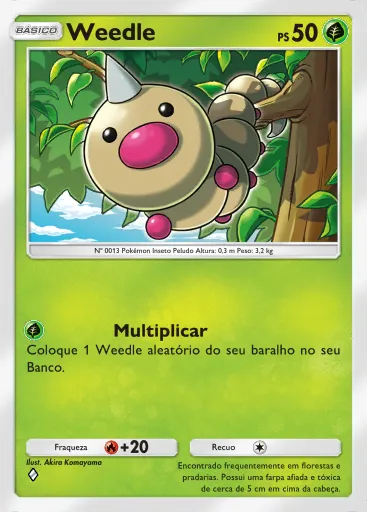 BÁSICO Weedle PS 50
Nº 0013 Pokémon Inseto Peludo Altura: 0,3 m Peso: 3,2 kg
Multiplicar
Coloque 1 Weedle aleatório do seu baralho no seu
Banco.
Fraqueza +20 Recuo
Ilust. Akira Komayama
Encontrado frequentemente em florestas e
pradarias. Possui uma farpa afiada e tóxica
de cerca de 5 cm em cima da cabeça.